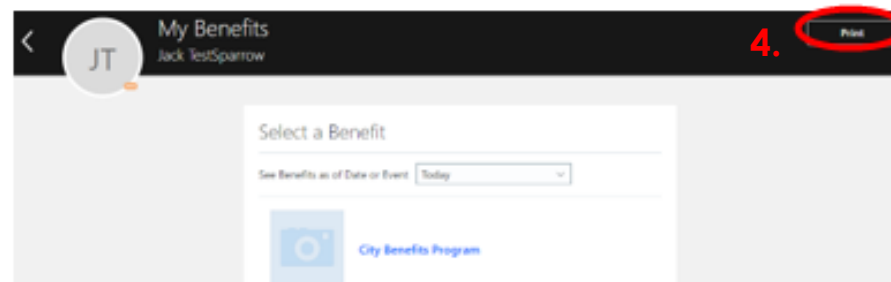 My Benefits
Jack TestSparrow
JT
4.
Print
Select a Benefit
See Benefits as of Date or Event Today
City Benefits Program